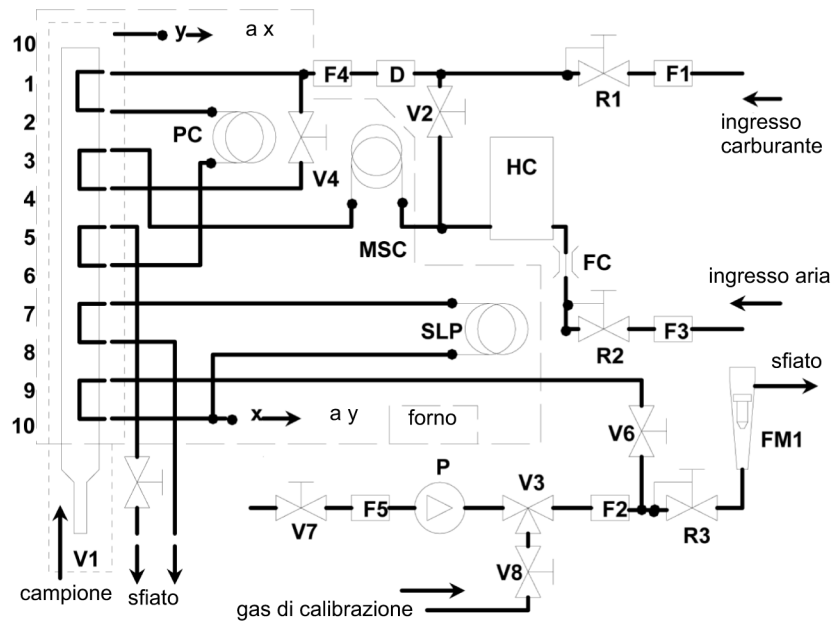 10 y a x
1 F4 D R1 F1
2 PC V2 ingresso
carburante
3 V4 HC
4 MSC
5 FC
6 ingresso aria
7 SLP R2 F3
8 sfiato
9
10 x a y forno V6 FM1
P V3
V7 F5 F2 R3
V1 V8
campione sfiato gas di calibrazione